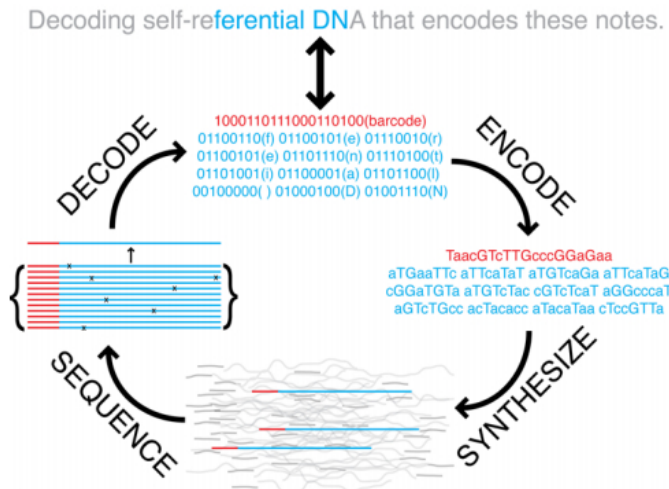 Decoding self-referential DNA that encodes these notes.
1000110111000110100(barcode)
01100110(f) 01100101(e) 01110010(r)
01100101(e) 01101110(n) 01110100(t)
01101001(i) 01100001(a) 01101100(l)
00100000( ) 01000100(D) 01001110(N)
ENCODE
TaacGTcTTGcccGGaGaa
aTGaaTTc aTTcaTaT aTGTcaGa aTTcaTaG
cGGaTGTa aTGTcTac cGTcTcaT aGGcccaT
aGTcTGcc acTacacc aTacaTaa cTccGTTa
SYNTHESIZE
SEQUENCE
DECODE